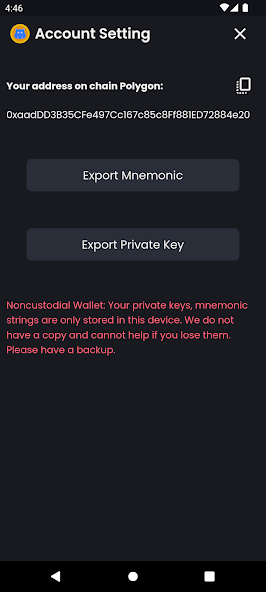 4:46
Account Setting
Your address on chain Polygon:
0xaadDD3B35CFe497Cc167c85c8Ff881ED72884e20
Export Mnemonic
Export Private Key
Noncustodial Wallet: Your private keys, mnemonic
strings are only stored in this device. We do not
have a copy and cannot help if you lose them.
Please have a backup.